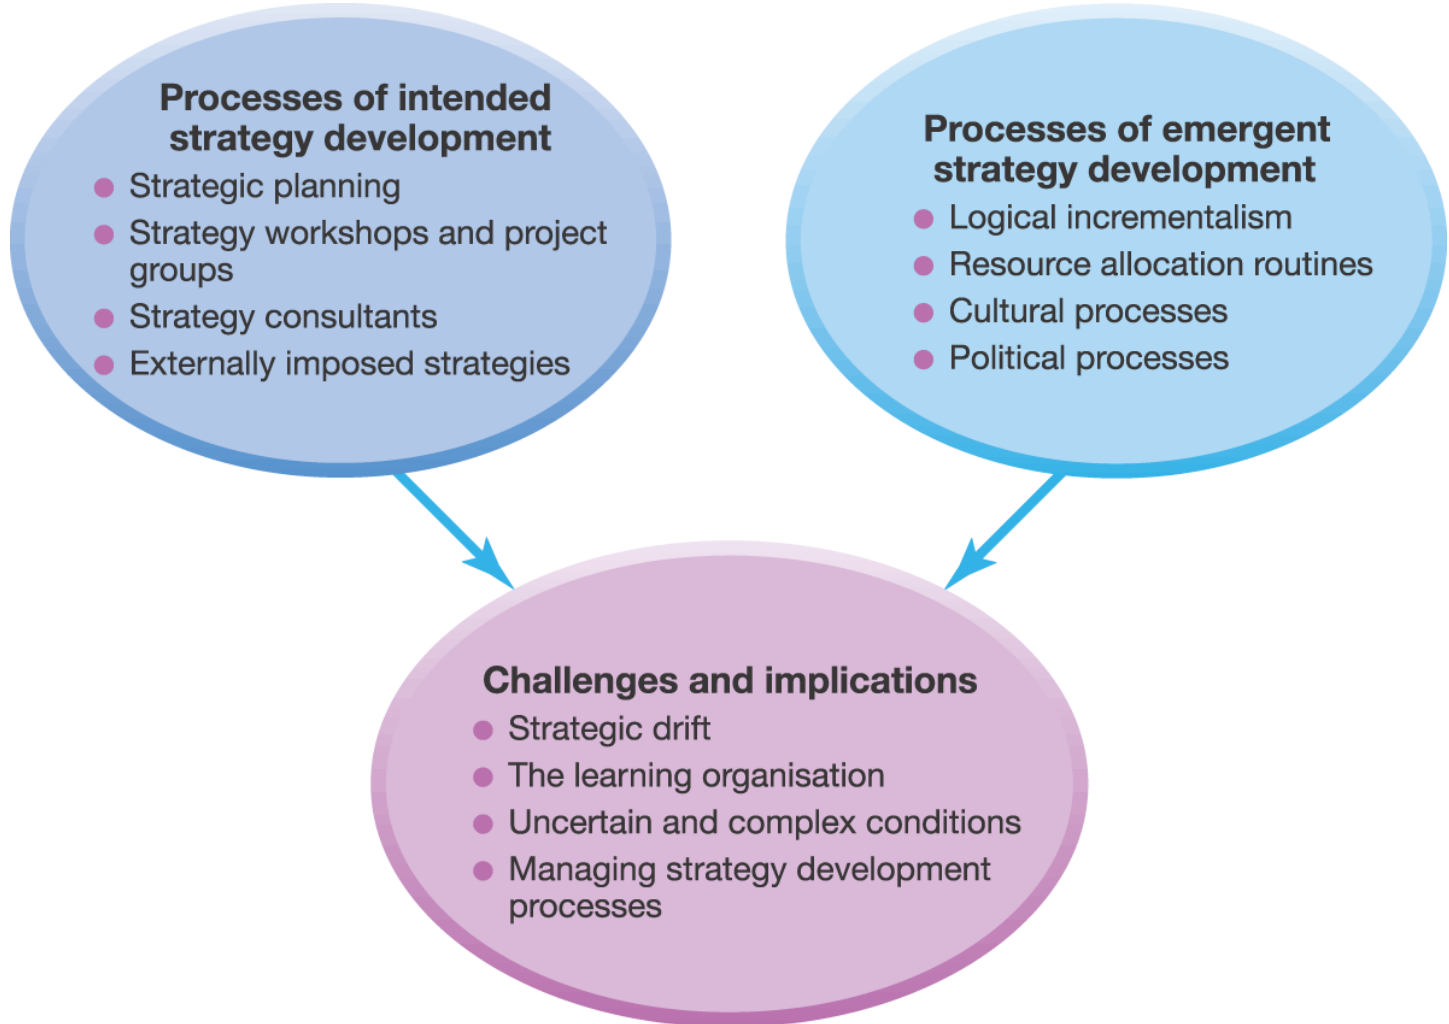 Processes of intended
strategy development
Strategic planning
Strategy workshops and project
groups
Strategy consultants
Externally imposed strategies
Processes of emergent
strategy development
Logical incrementalism
Resource allocation routines
Cultural processes
Political processes
Challenges and implications
Strategic drift
The learning organisation
Uncertain and complex conditions
Managing strategy development
processes